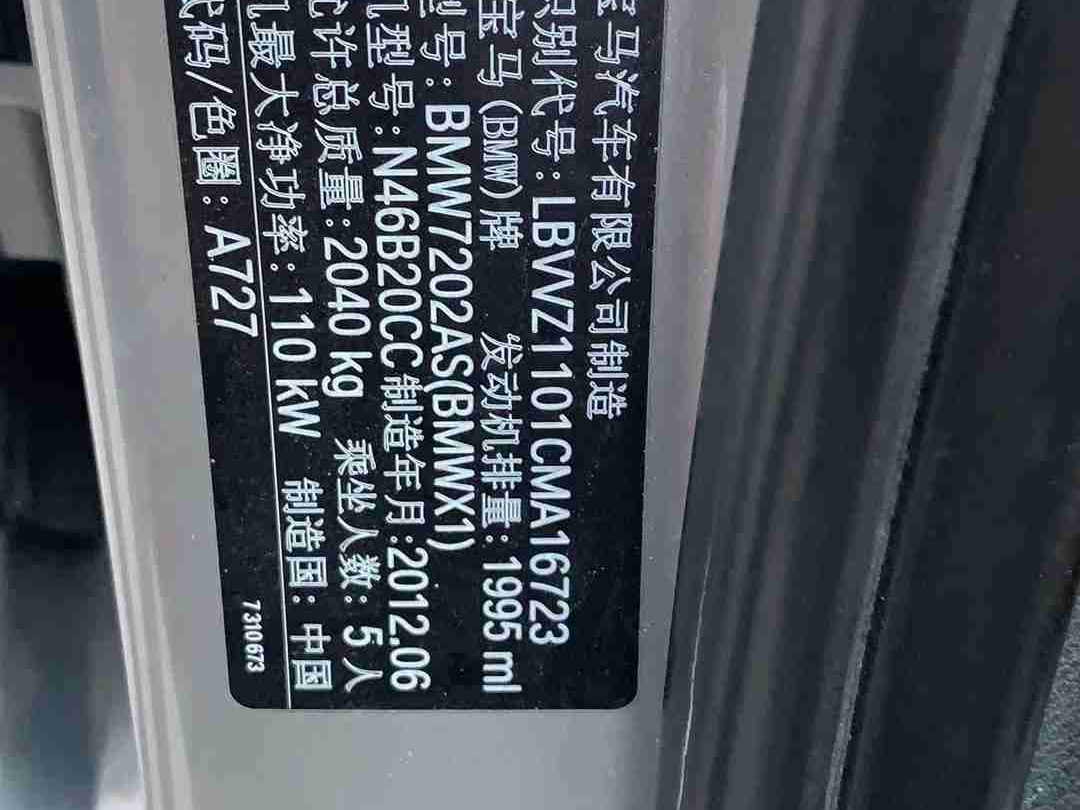 宝马汽车有限公司制造
识别代号: LBVVZ1101CMA16723
宝马(BMW)牌 发动机排量: 1995 ml
型号: BMW7202AS(BMWX1)
机型号: N46B20CC 制造年月: 2012.06
允许总质量: 2040 kg 乘坐人数: 5 人
机最大净功率: 110 kW 制造国: 中国
代码/色圈: A727 7310673